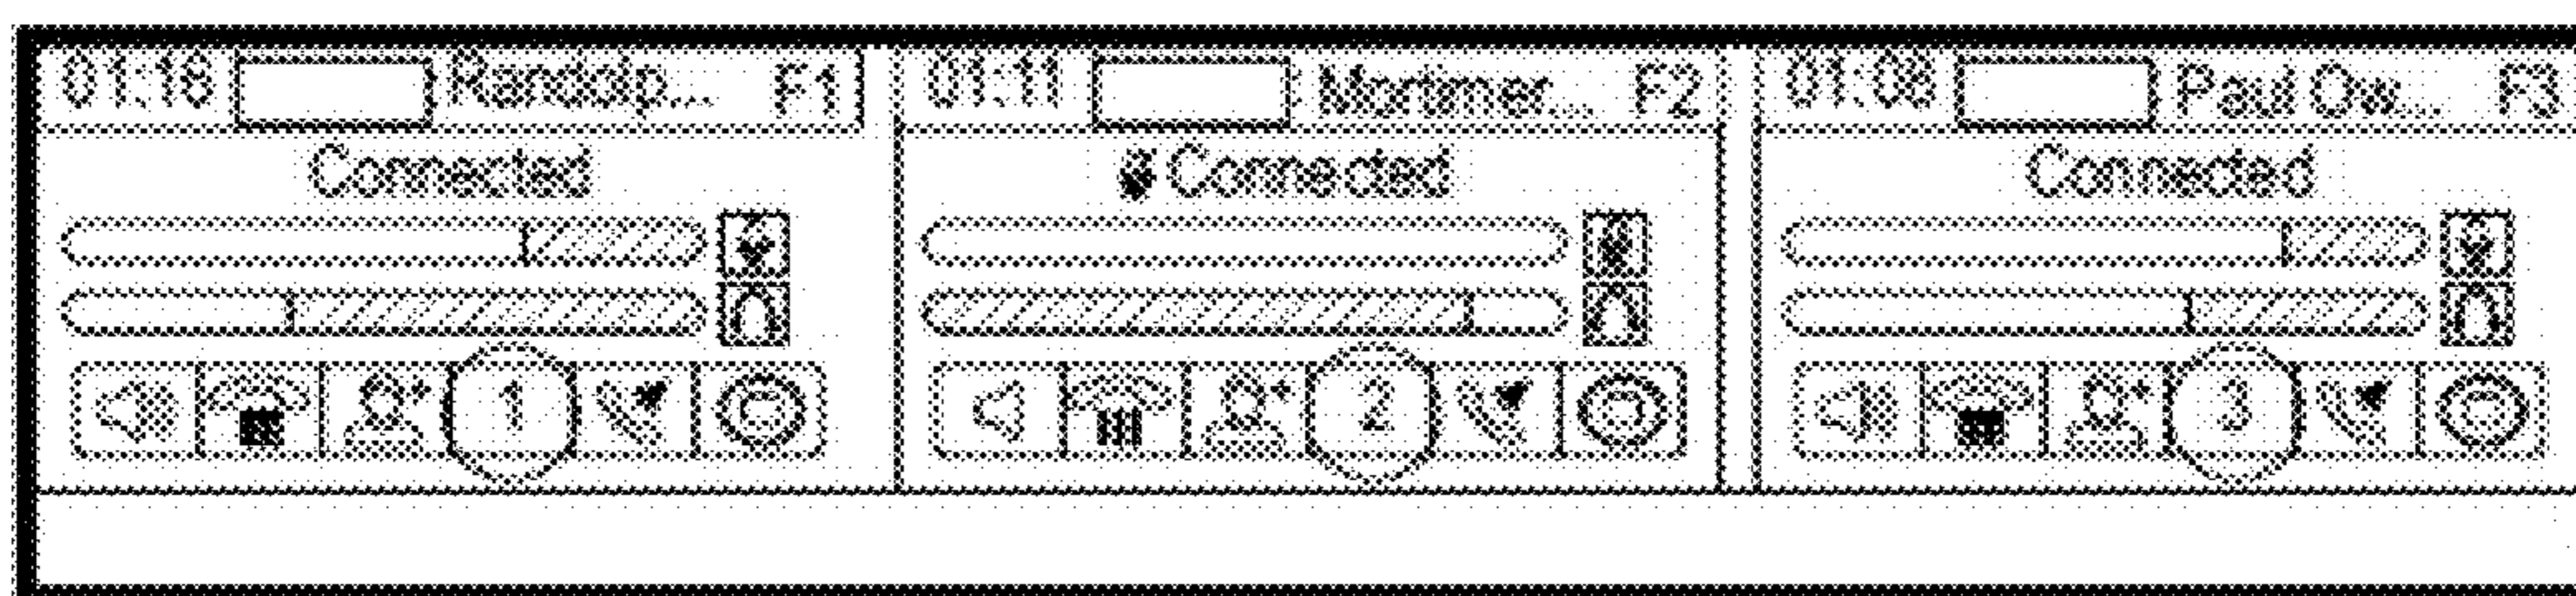 01:16 Randolp... F1
Connected
1
01:11 Mortimer... F2
Connected
2
01:08 Paul Ow... F3
Connected
3